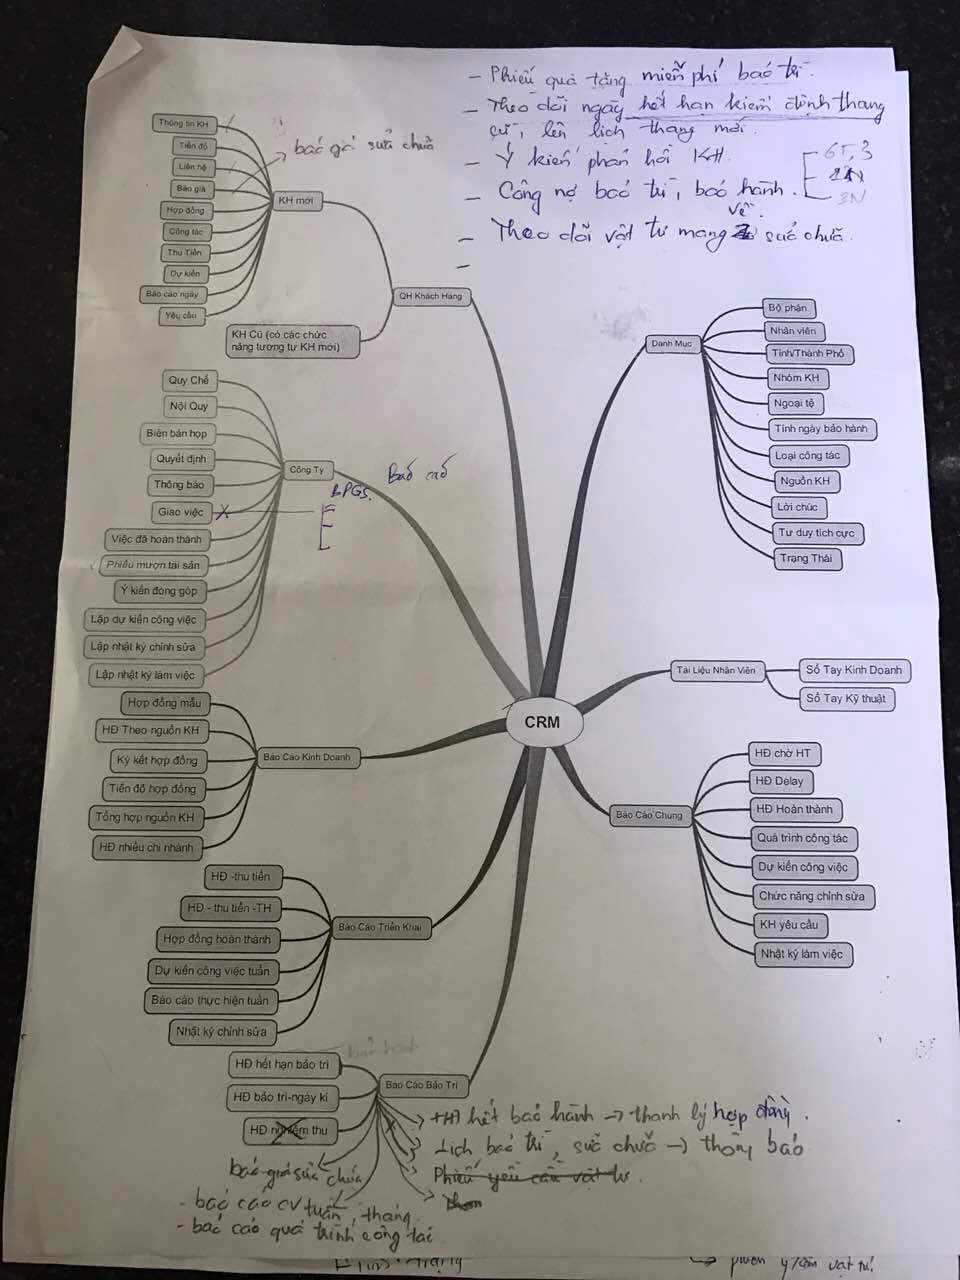 - Phiếu quà tặng miễn phí bảo trì.
- Theo dõi ngày hết hạn kiểm định thang
cũ, lên lịch thang mới.
- Ý kiến phản hồi KH.
- Công nợ bảo trì, bảo hành.
6T, 3
3N
- Theo dõi vật tư mang về sửa chữa.
-
Thông tin KH
Tiến độ
Liên hệ
Báo giá
Hợp đồng
Công tác
Thu Tiền
Dự kiến
Báo cáo ngày
Yêu cầu
báo giá sửa chữa
KH mới
KH Cũ (có các chức
năng tương tự KH mới)
QH Khách Hàng
Quy Chế
Nội Quy
Biên bản họp
Quyết định
Thông báo
Giao việc
Việc đã hoàn thành
Phiếu mượn tài sản
Ý kiến đóng góp
Lập dự kiến công việc
Lập nhật ký chỉnh sửa
Lập nhật ký làm việc
Công Ty
BPGS.
Báo cáo
Hợp đồng mẫu
HĐ Theo nguồn KH
Ký kết hợp đồng
Tiến độ hợp đồng
Tổng hợp nguồn KH
HĐ nhiều chi nhánh
Báo Cáo Kinh Doanh
HĐ -thu tiền
HĐ - thu tiền -TH
Hợp đồng hoàn thành
Dự kiến công việc tuần
Báo cáo thực hiện tuần
Nhật ký chỉnh sửa
Báo Cáo Triển Khai
HĐ hết hạn bảo trì
HĐ bảo trì-ngày kí
HĐ nghiệm thu
Báo Cáo Bảo Trì
CRM
Danh Mục
Bộ phận
Nhân viên
Tỉnh/Thành Phố
Nhóm KH
Ngoại tệ
Tính ngày bảo hành
Loại công tác
Nguồn KH
Lời chúc
Tư duy tích cực
Trạng Thái
Tài Liệu Nhân Viên
Sổ Tay Kinh Doanh
Sổ Tay Kỹ thuật
Báo Cáo Chung
HĐ chờ HT
HĐ Delay
HĐ Hoàn thành
Quá trình công tác
Dự kiến công việc
Chức năng chỉnh sửa
KH yêu cầu
Nhật ký làm việc
+HĐ hết bảo hành → thanh lý hợp đồng.
Lịch bảo trì, sửa chữa → thông báo
Phiếu yêu cầu vật tư.
báo giá sửa chữa
- báo cáo CV tuần, tháng.
- báo cáo quá trình công tác